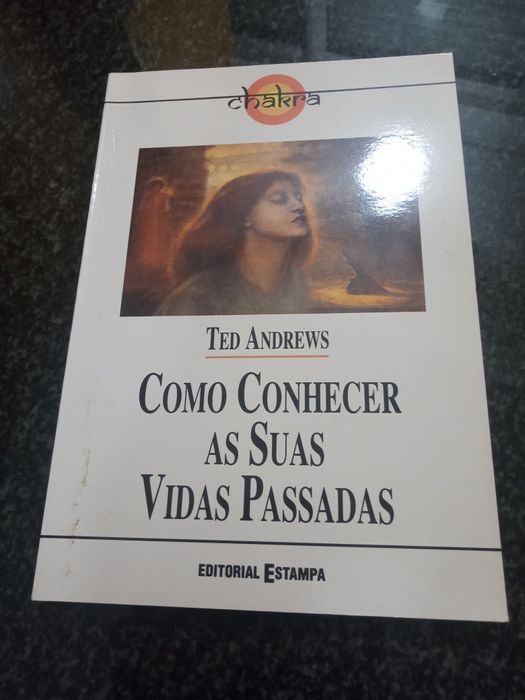 chakra
TED ANDREWS
COMO CONHECER
AS SUAS
VIDAS PASSADAS
EDITORIAL ESTAMPA